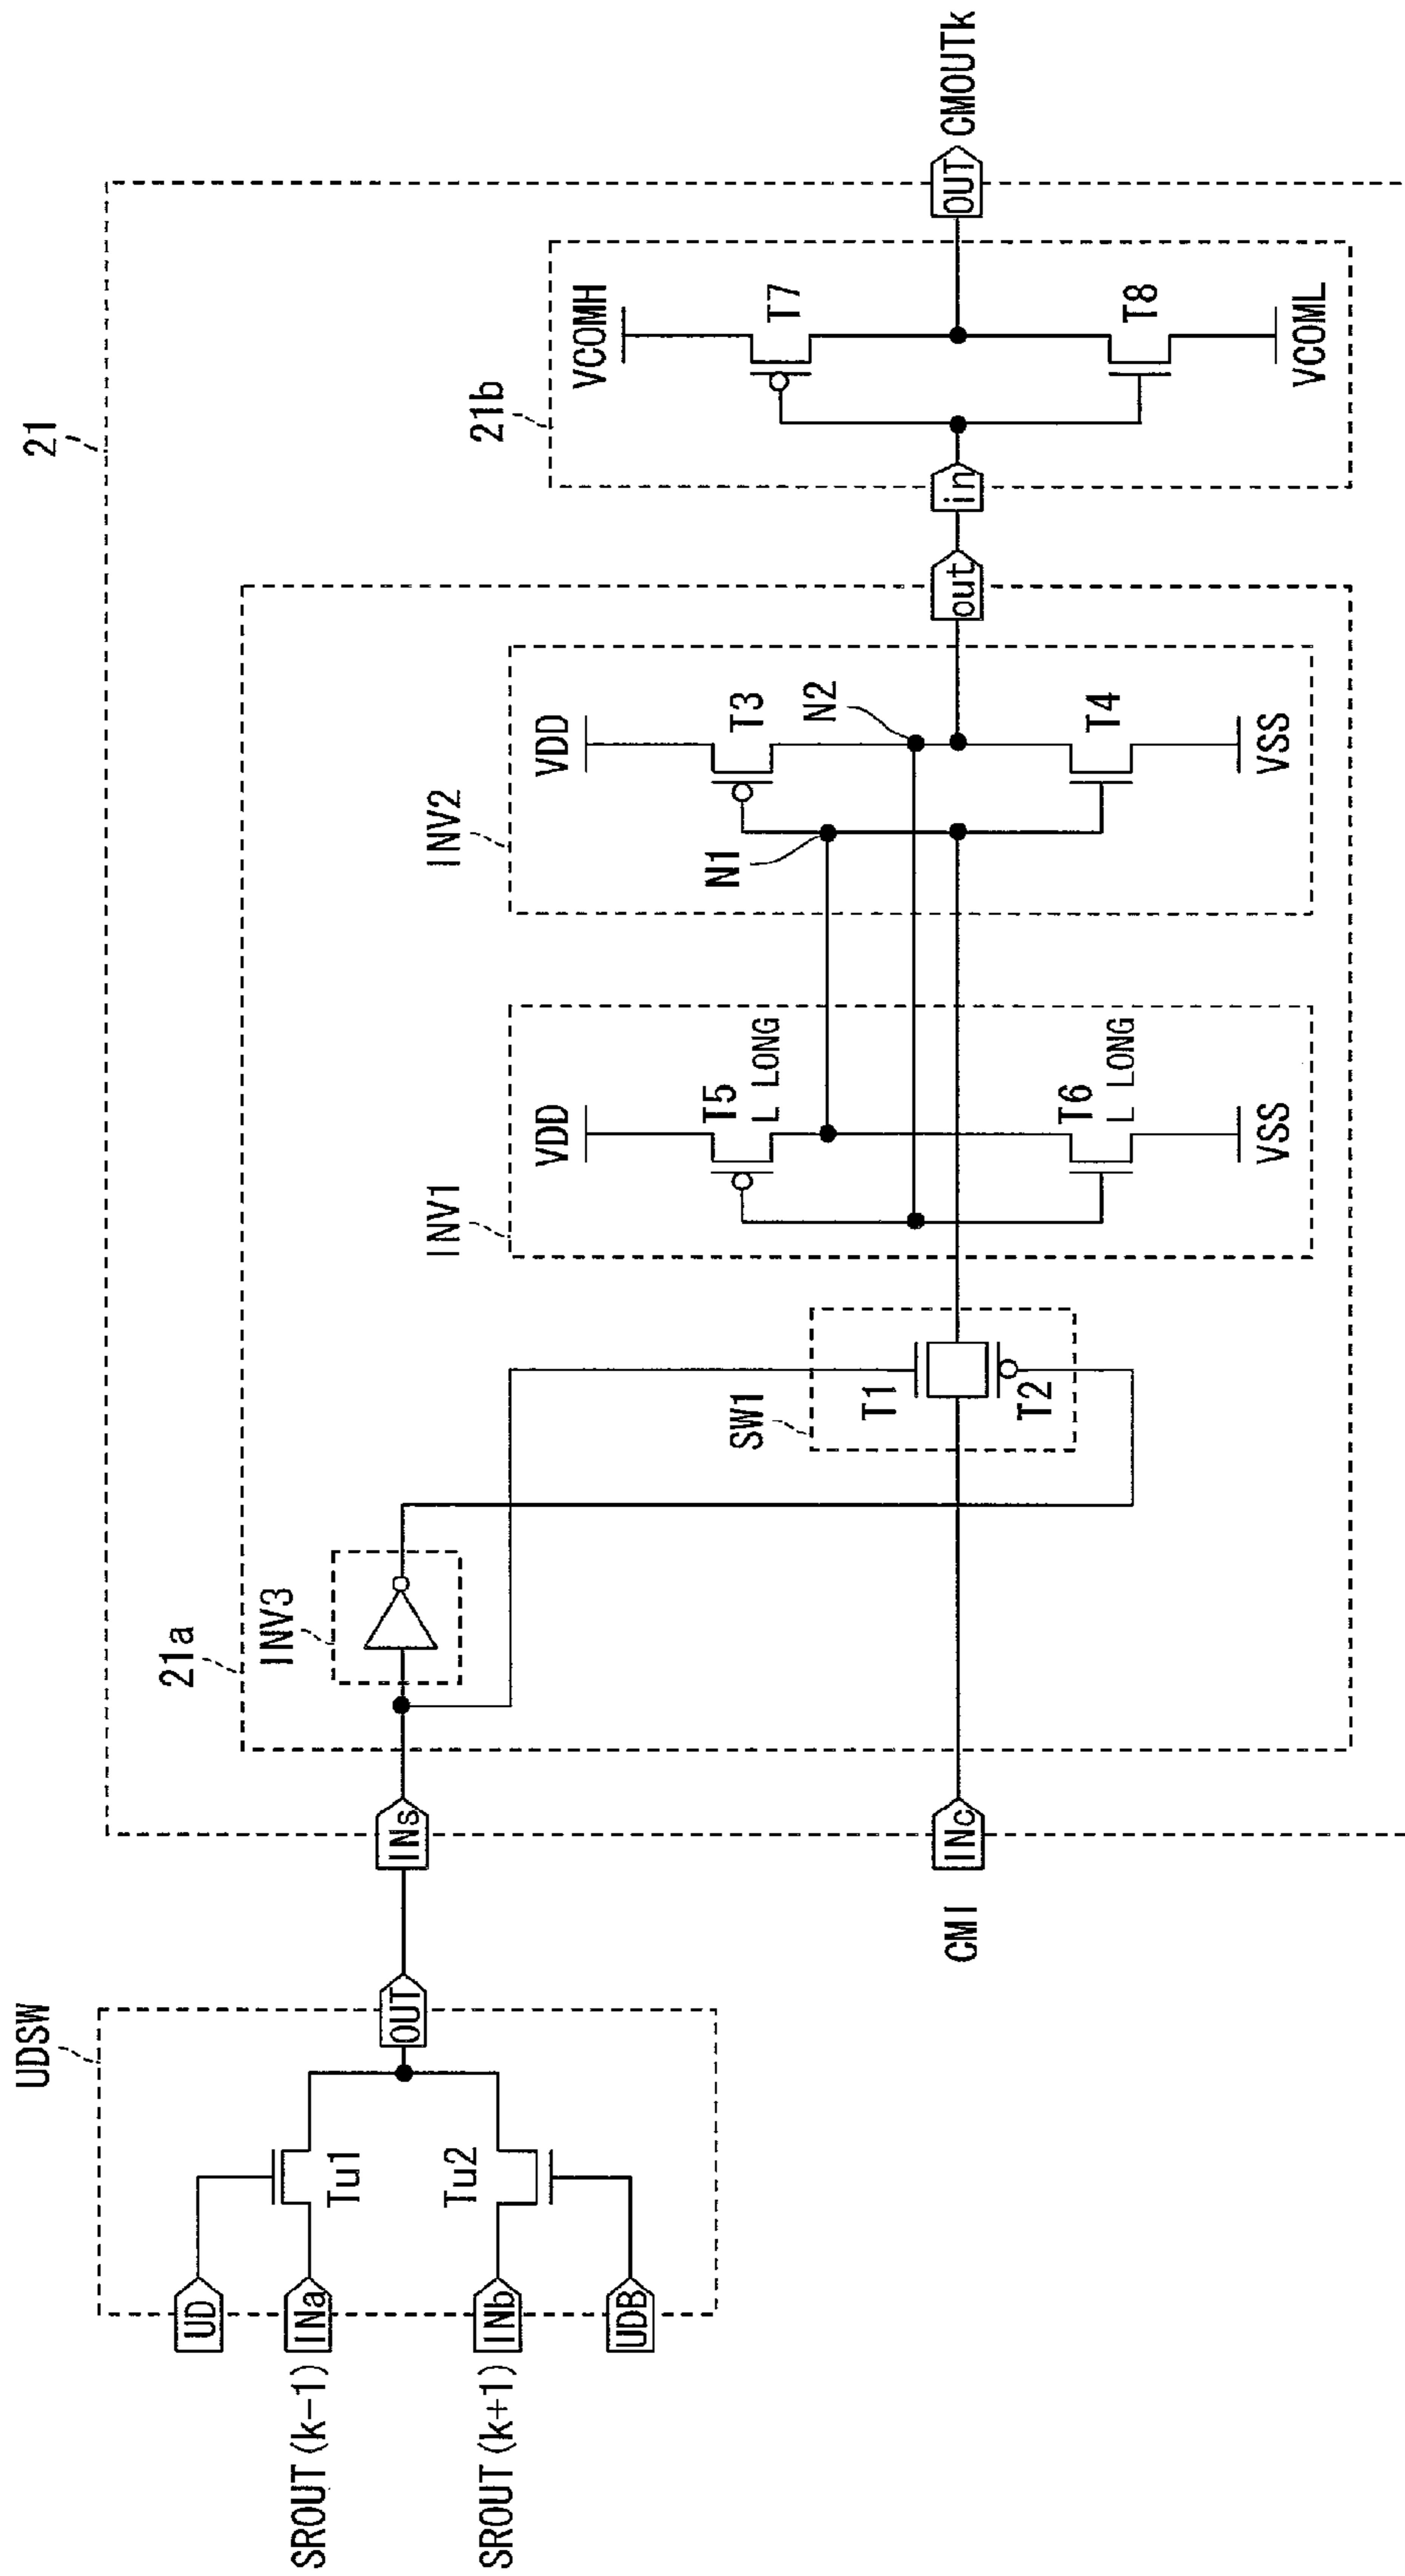 UDSW
UD
SROUT (k-1)
INa
Tu1
OUT
SROUT (k+1)
INb
Tu2
UDB
21
21a
INs
INV3
CMI
INc
SW1
T1
T2
INV1
VDD
T5
L LONG
T6
L LONG
VSS
INV2
VDD
T3
N1
N2
T4
VSS
out
in
21b
VCOMH
T7
T8
VCOML
OUT
CMOUTk